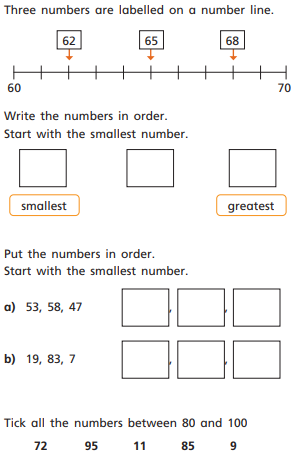 Three numbers are labelled on a number line.
62 65 68
60 70
Write the numbers in order.
Start with the smallest number.
smallest greatest
Put the numbers in order.
Start with the smallest number.
a) 53, 58, 47 , ,
b) 19, 83, 7 , ,
Tick all the numbers between 80 and 100
72 95 11 85 9